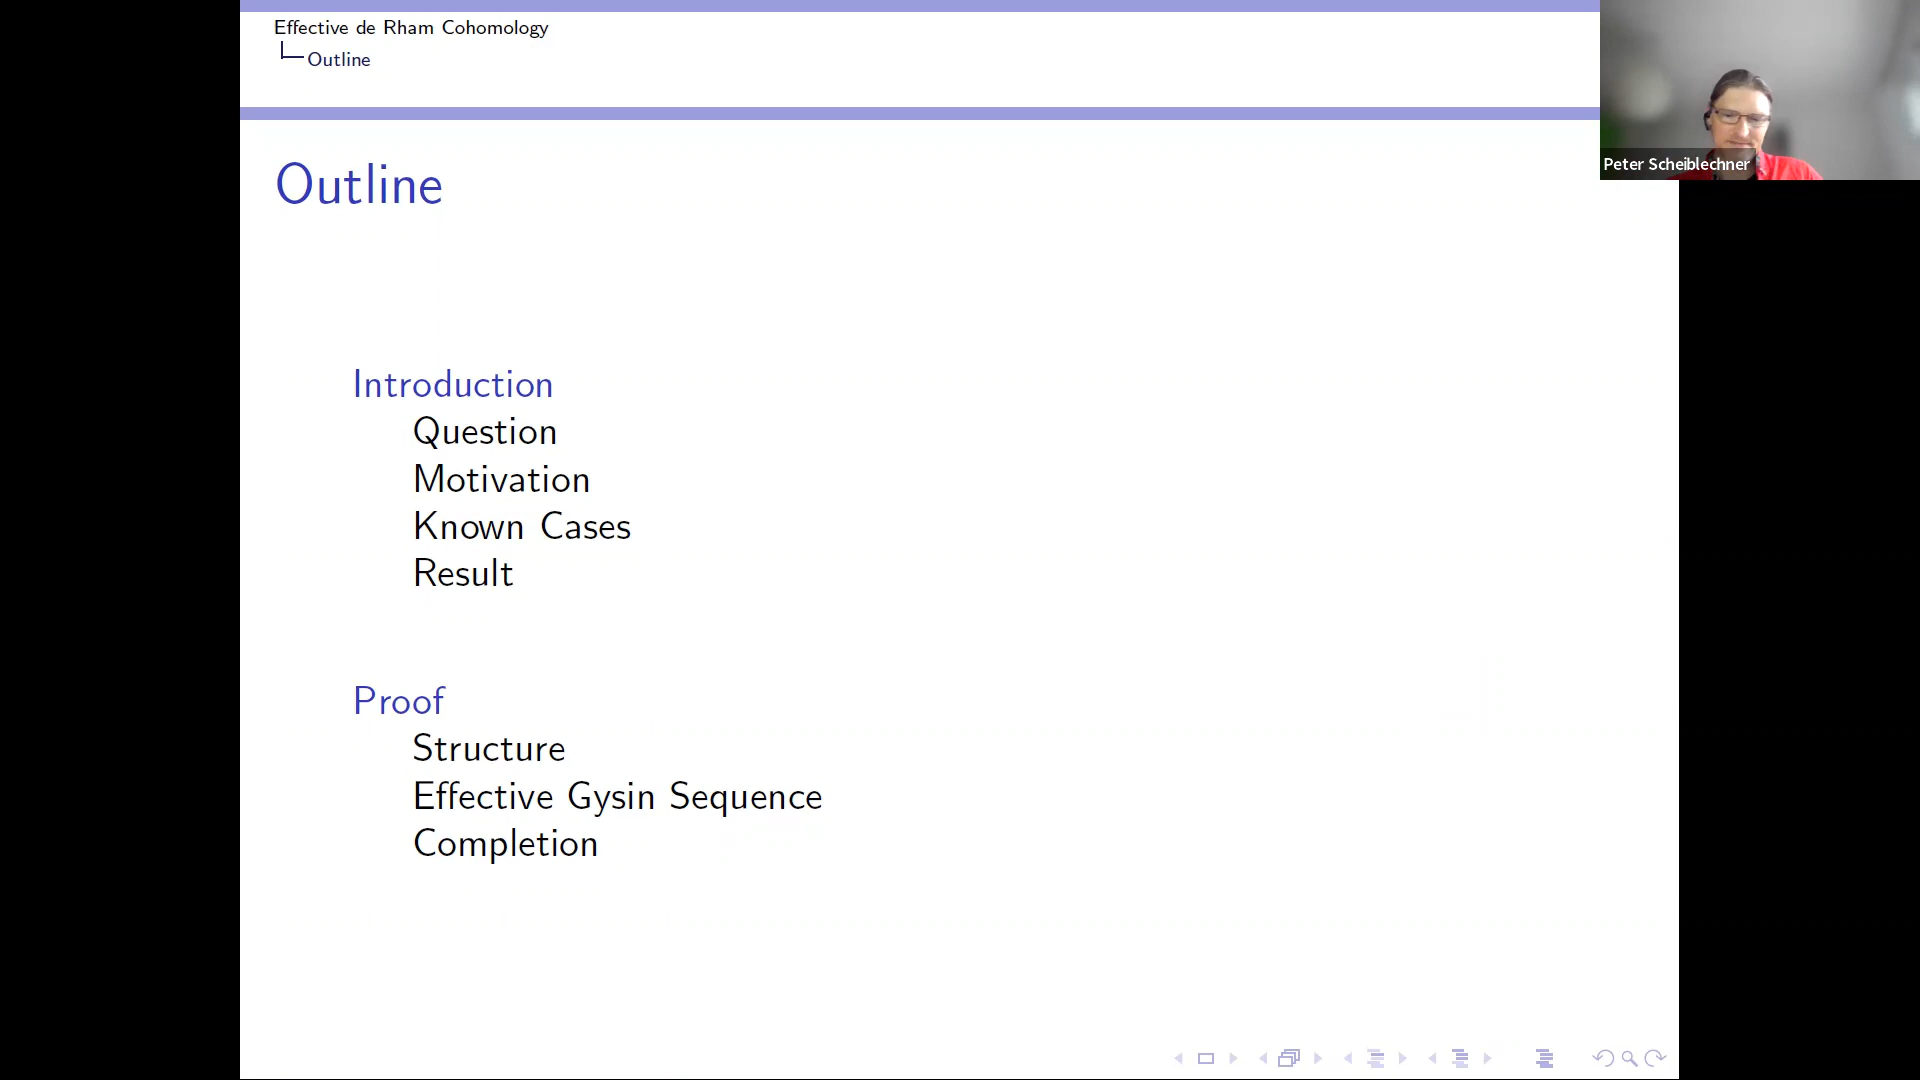 Effective de Rham Cohomology
Outline
Peter Scheiblechner
Outline
Introduction
Question
Motivation
Known Cases
Result
Proof
Structure
Effective Gysin Sequence
Completion